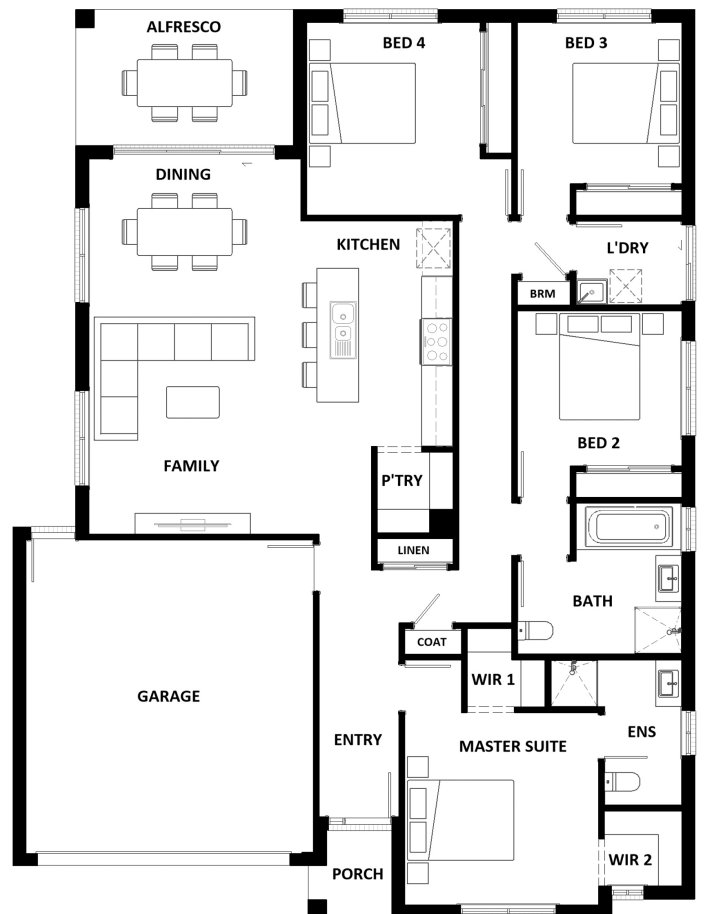 ALFRESCO
BED 4
BED 3
DINING
KITCHEN
L'DRY
BRM
BED 2
FAMILY
P'TRY
LINEN
BATH
COAT
WIR 1
GARAGE
ENTRY
MASTER SUITE
ENS
PORCH
WIR 2